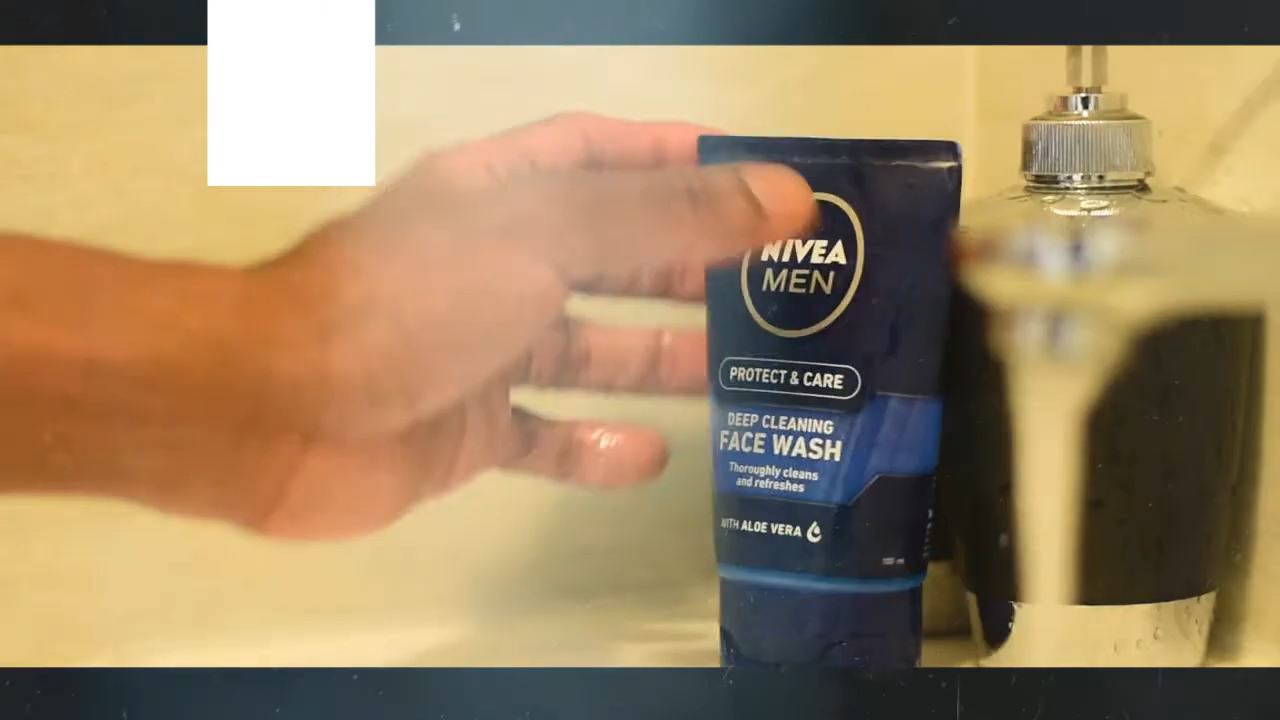 NIVEA
MEN
PROTECT & CARE
DEEP CLEANING
FACE WASH
Thoroughly cleans
and refreshes
WITH ALOE VERA